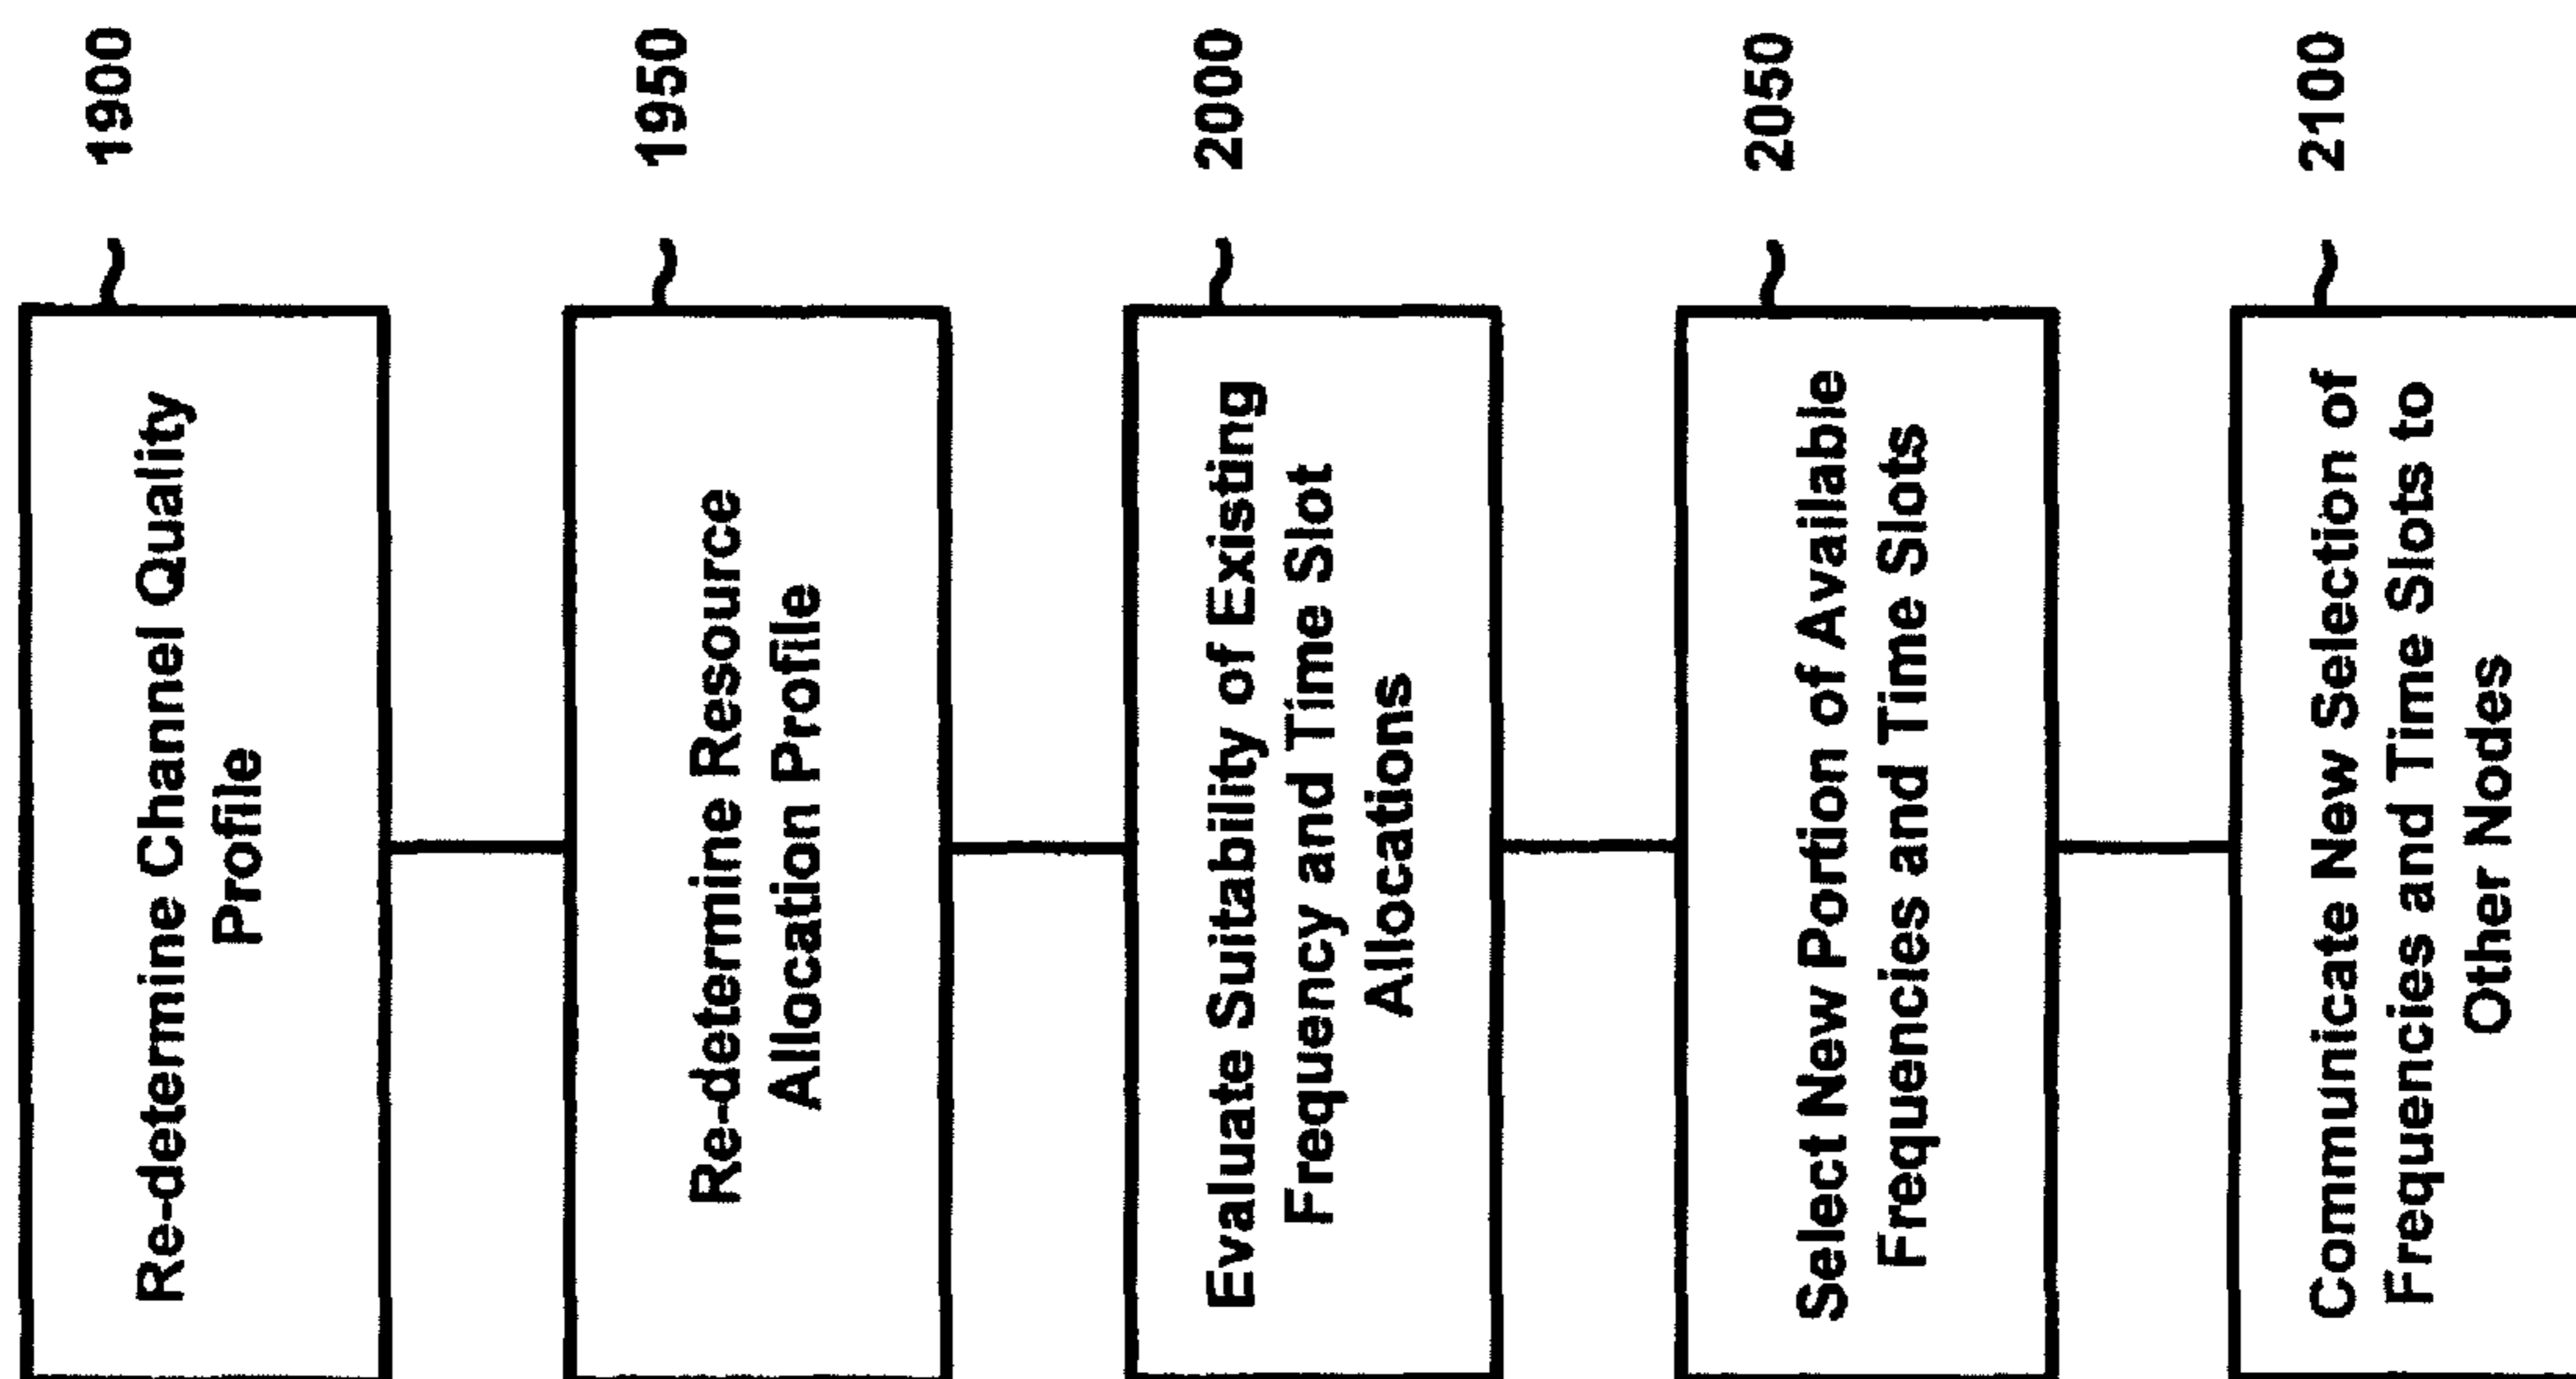 1900
Re-determine Channel Quality
Profile
1950
Re-determine Resource
Allocation Profile
2000
Evaluate Suitability of Existing
Frequency and Time Slot
Allocations
2050
Select New Portion of Available
Frequencies and Time Slots
2100
Communicate New Selection of
Frequencies and Time Slots to
Other Nodes